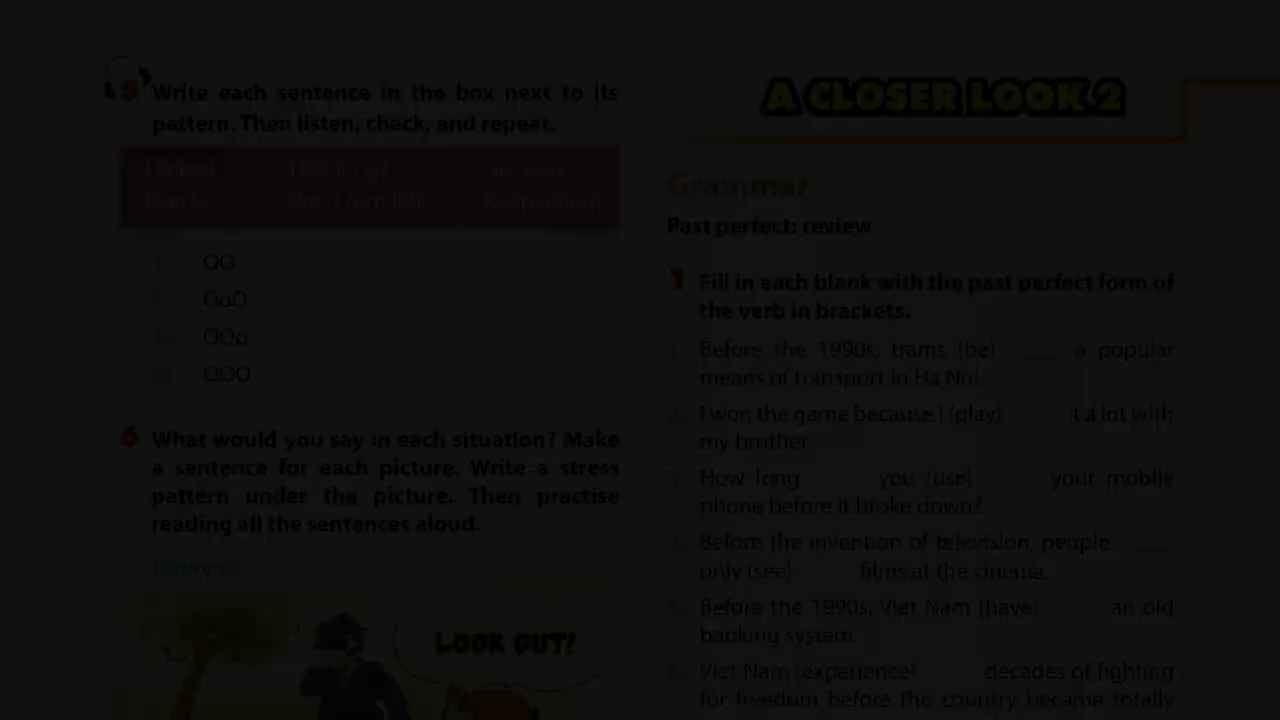 5 Write each sentence in the box next to its
pattern. Then listen, check, and repeat.
OO
OoO
OOo
OOO
6 What would you say in each situation? Make
a sentence for each picture. Write a stress
pattern under the picture. Then practise
reading all the sentences aloud.
Example:
LOOK OUT!
A CLOSER LOOK 2
Grammar
Past perfect: review
1 Fill in each blank with the past perfect form of
the verb in brackets.
Before the 1990s, trams (be) ____ a popular
means of transport in Ha Noi.
I won the game because I (play) ____ it a lot with
my brother.
How long ____ you (use) ____ your mobile
phone before it broke down?
Before the invention of television, people ____
only (see) ____ films at the cinema.
Before the 1990s, Viet Nam (have) ____ an old
banking system.
Viet Nam (experience) ____ decades of fighting
for freedom before the country became totally